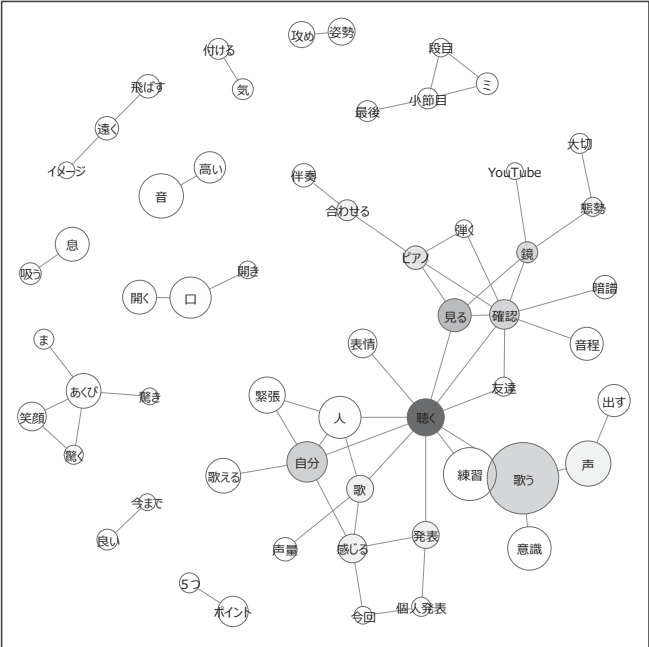 攻め
姿勢
付ける
段目
気
飛ばす
ミ
小節目
最後
遠く
大切
イメージ
高い
YouTube
伴奏
音
合わせる
態勢
弾く
息
鏡
ピアノ
吸う
開き
暗譜
開く
口
見る
確認
ま
表情
音程
友達
あくび
驚き
緊張
出す
笑顔
人
聴く
驚く
自分
声
歌える
練習
歌う
歌
今まで
良い
発表
声量
感じる
意識
5つ
ポイント
個人発表
今回